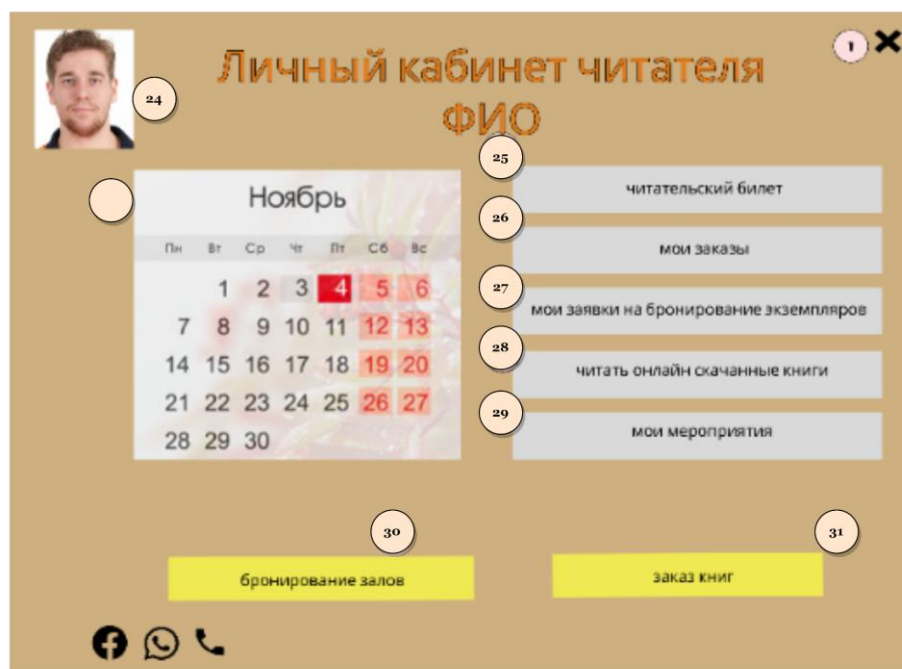 Личный кабинет читателя
ФИО
1
24
25
читательский билет
Ноябрь
26
мои заказы
Пн Вт Ср Чт Пт Сб Вс
27
мои заявки на бронирование экземпляров
1 2 3 4 5 6
7 8 9 10 11 12 13
28
читать онлайн скачанные книги
14 15 16 17 18 19 20
21 22 23 24 25 26 27
29
мои мероприятия
28 29 30
30
31
бронирование залов
заказ книг